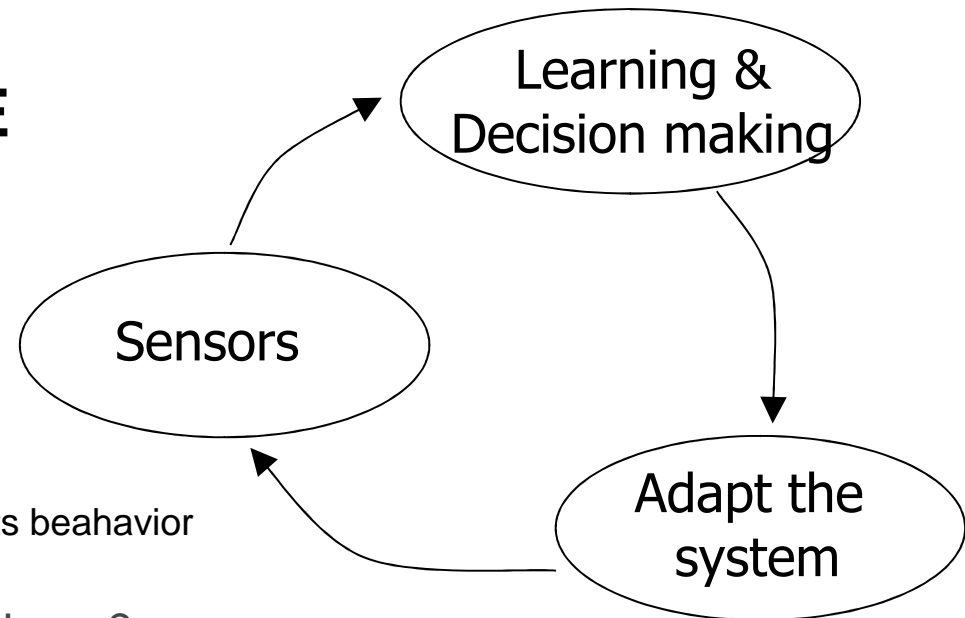 E
Learning &
Decision making
Sensors
Adapt the
system
s beahavior